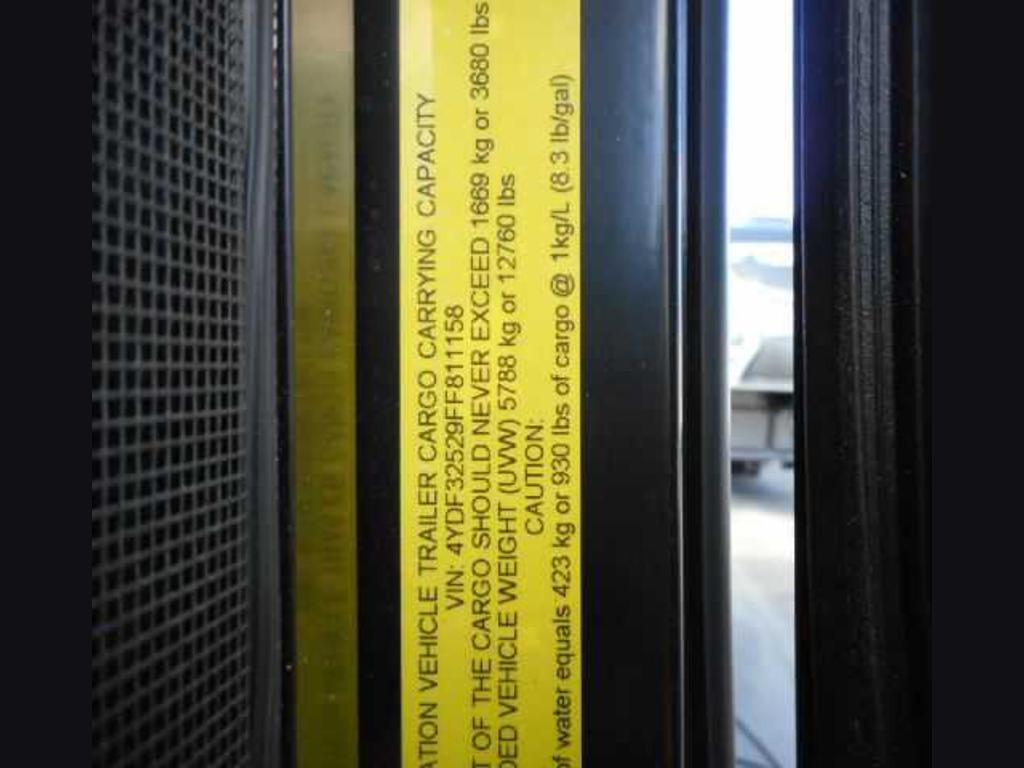 ATION VEHICLE TRAILER CARGO CARRYING CAPACITY
VIN: 4YDF32529FF811158
T OF THE CARGO SHOULD NEVER EXCEED 1669 kg or 3680 lbs
DED VEHICLE WEIGHT (UVW) 5788 kg or 12760 lbs
CAUTION:
of water equals 423 kg or 930 lbs of cargo @ 1kg/L (8.3 lb/gal)